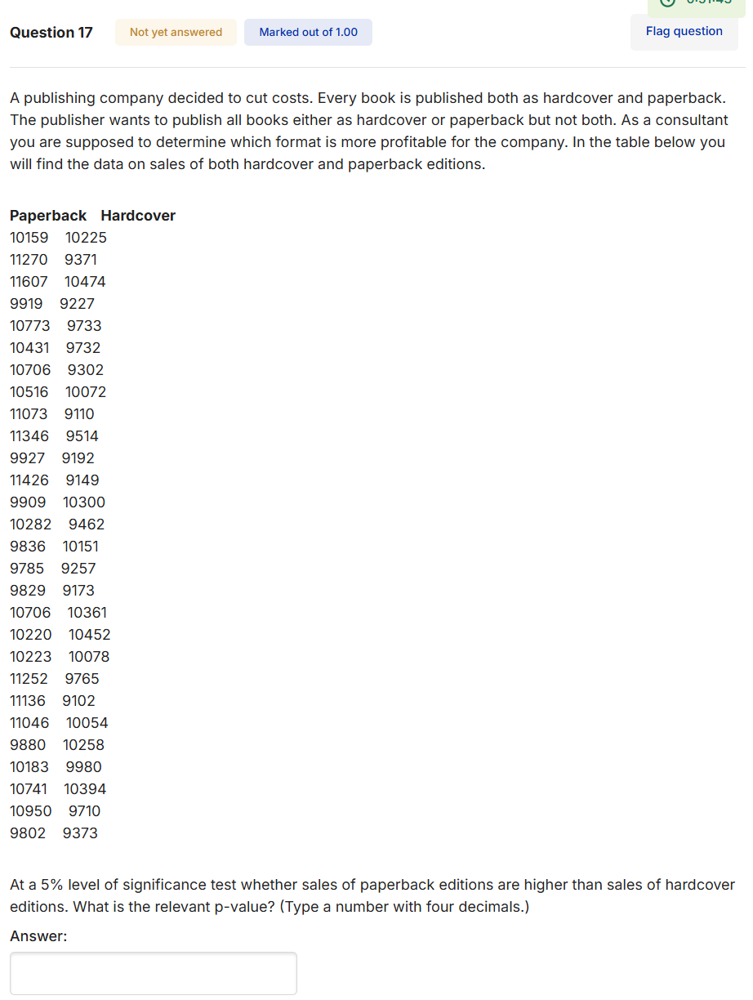 Question 17
Not yet answered
Marked out of 1.00
Flag question
A publishing company decided to cut costs. Every book is published both as hardcover and paperback.
The publisher wants to publish all books either as hardcover or paperback but not both. As a consultant
you are supposed to determine which format is more profitable for the company. In the table below you
will find the data on sales of both hardcover and paperback editions.
Paperback Hardcover
10159 10225
11270 9371
11607 10474
9919 9227
10773 9733
10431 9732
10706 9302
10516 10072
11073 9110
11346 9514
9927 9192
11426 9149
9909 10300
10282 9462
9836 10151
9785 9257
9829 9173
10706 10361
10220 10452
10223 10078
11252 9765
11136 9102
11046 10054
9880 10258
10183 9980
10741 10394
10950 9710
9802 9373
At a 5% level of significance test whether sales of paperback editions are higher than sales of hardcover
editions. What is the relevant p-value? (Type a number with four decimals.)
Answer: